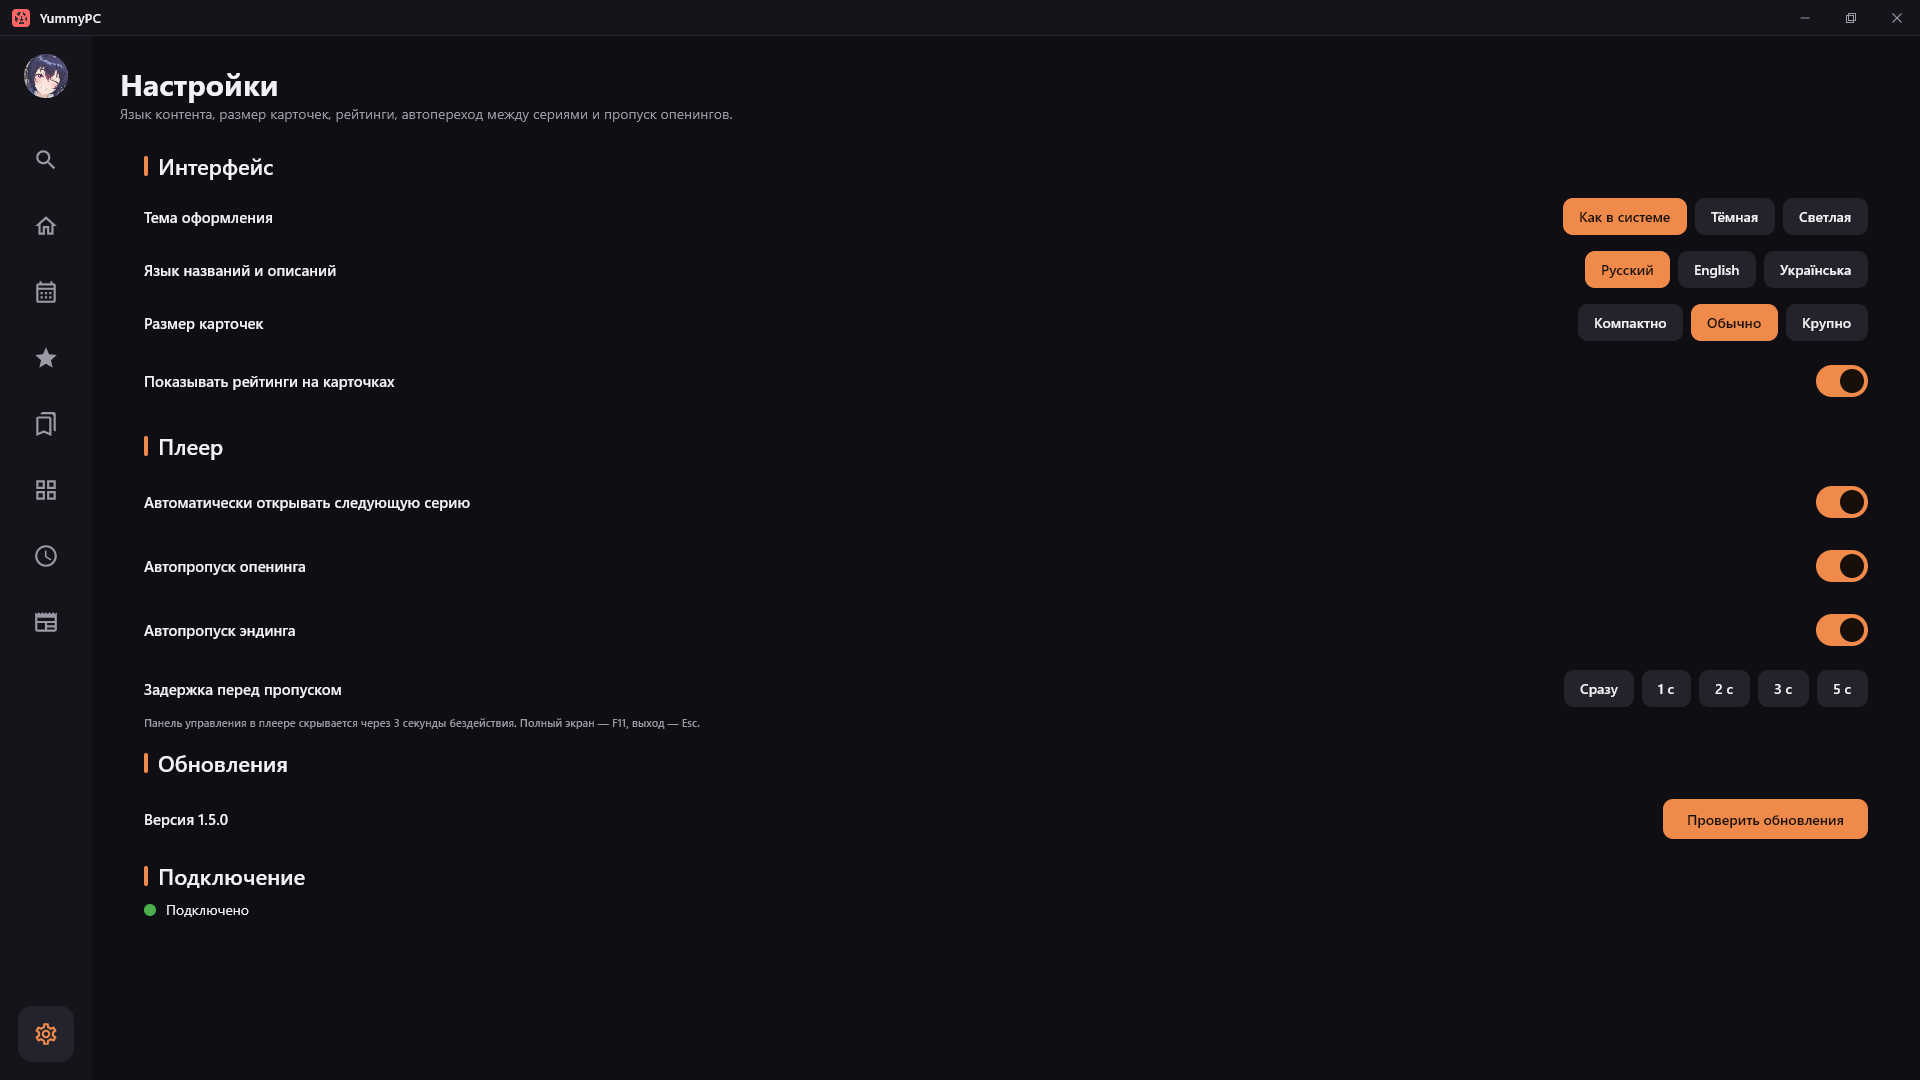 YummyPC
Настройки
Язык контента, размер карточек, рейтинги, автопереход между сериями и пропуск опенингов.
Интерфейс
Тема оформления
Как в системе Тёмная Светлая
Язык названий и описаний
Русский English Українська
Размер карточек
Компактно Обычно Крупно
Показывать рейтинги на карточках
Плеер
Автоматически открывать следующую серию
Автопропуск опенинга
Автопропуск эндинга
Задержка перед пропуском
Сразу 1 с 2 с 3 с 5 с
Панель управления в плеере скрывается через 3 секунды бездействия. Полный экран — F11, выход — Esc.
Обновления
Версия 1.5.0
Проверить обновления
Подключение
Подключено